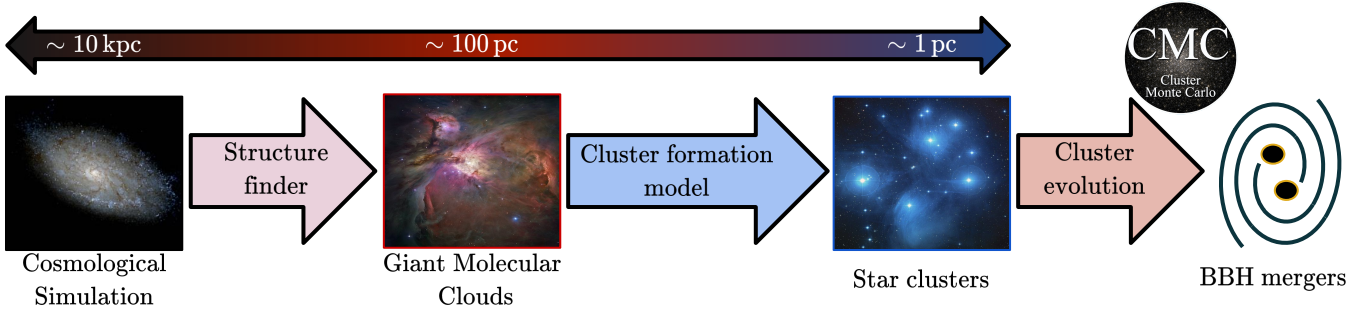 ∼ 10 kpc
∼ 100 pc
∼ 1 pc
CMC
Cluster
Monte Carlo
Structure
finder
Cluster formation
model
Cluster
evolution
Cosmological
Simulation
Giant Molecular
Clouds
Star clusters
BBH mergers